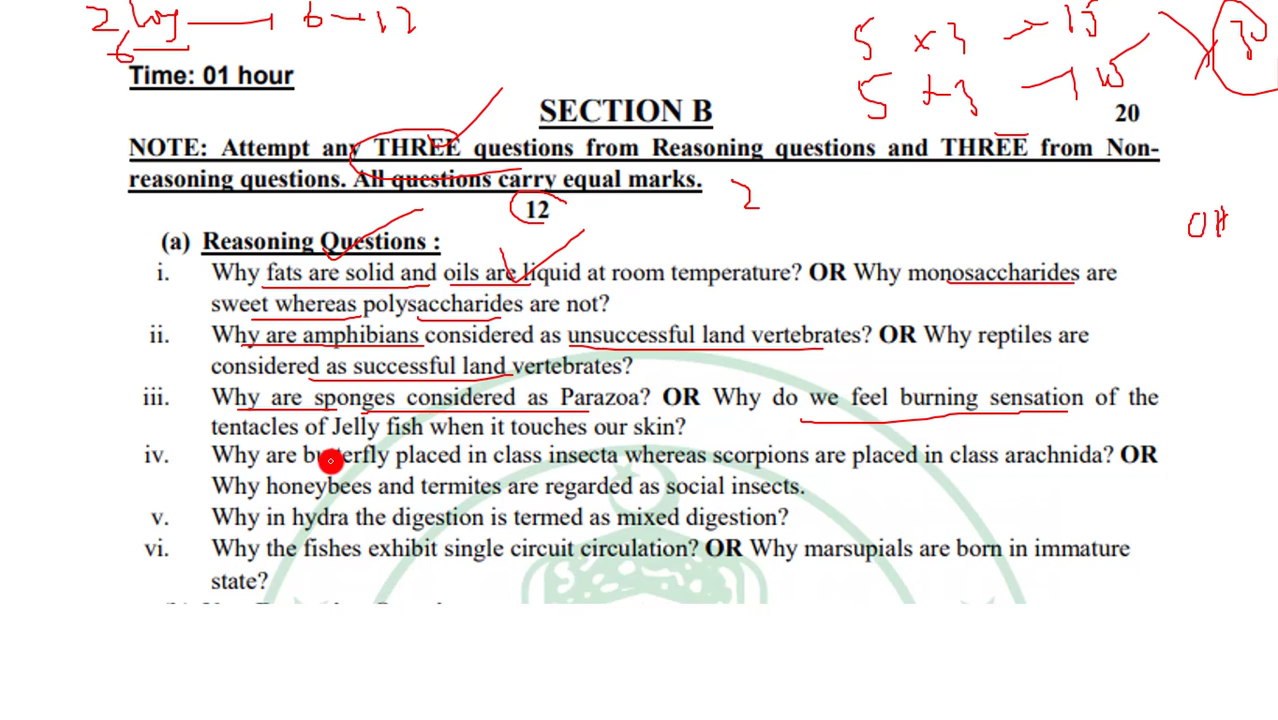 2 6 — 12
6
5 × 3 — 15
30
5 + 3 — 15
Time: 01 hour
SECTION B 20
NOTE: Attempt any THREE questions from Reasoning questions and THREE from Non-
reasoning questions. All questions carry equal marks.
2
12
OH
(a) Reasoning Questions :
i. Why fats are solid and oils are liquid at room temperature? OR Why monosaccharides are
sweet whereas polysaccharides are not?
ii. Why are amphibians considered as unsuccessful land vertebrates? OR Why reptiles are
considered as successful land vertebrates?
iii. Why are sponges considered as Parazoa? OR Why do we feel burning sensation of the
tentacles of Jelly fish when it touches our skin?
iv. Why are butterfly placed in class insecta whereas scorpions are placed in class arachnida? OR
Why honeybees and termites are regarded as social insects.
v. Why in hydra the digestion is termed as mixed digestion?
vi. Why the fishes exhibit single circuit circulation? OR Why marsupials are born in immature
state?